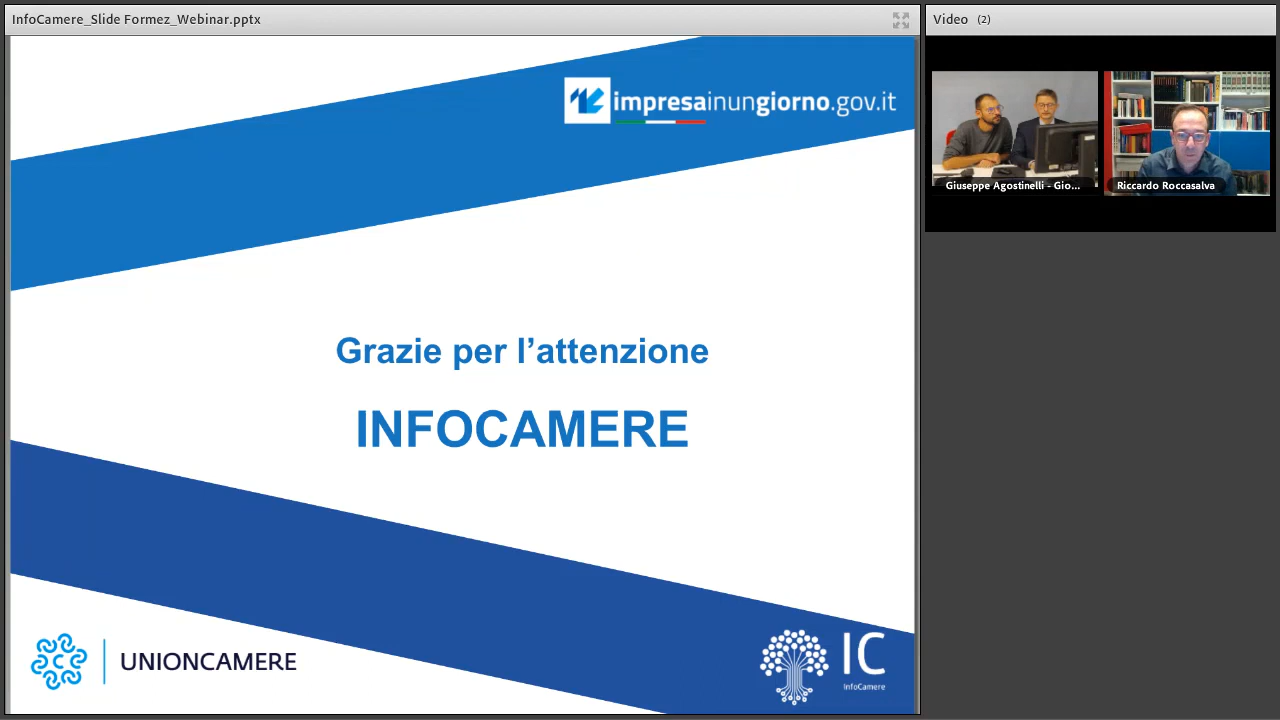 InfoCamere_Slide Formez_Webinar.pptx
Video (2)
impresainungiorno.gov.it
Giuseppe Agostinelli - Gio...
Riccardo Roccasalva
Grazie per l’attenzione
INFOCAMERE
UNIONCAMERE
IC
InfoCamere